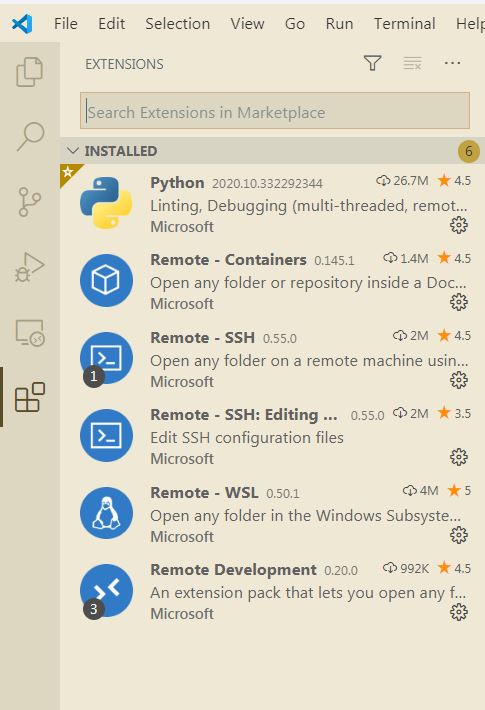 File Edit Selection View Go Run Terminal Help
EXTENSIONS
Search Extensions in Marketplace
INSTALLED 6
Python 2020.10.332292344 26.7M 4.5
Linting, Debugging (multi-threaded, remot...
Microsoft
Remote - Containers 0.145.1 1.4M 4.5
Open any folder or repository inside a Doc...
Microsoft
Remote - SSH 0.55.0 2M 4.5
Open any folder on a remote machine usin...
1 Microsoft
Remote - SSH: Editing ... 0.55.0 2M 3.5
Edit SSH configuration files
Microsoft
Remote - WSL 0.50.1 4M 5
Open any folder in the Windows Subsyste...
Microsoft
Remote Development 0.20.0 992K 4.5
An extension pack that lets you open any f...
3 Microsoft